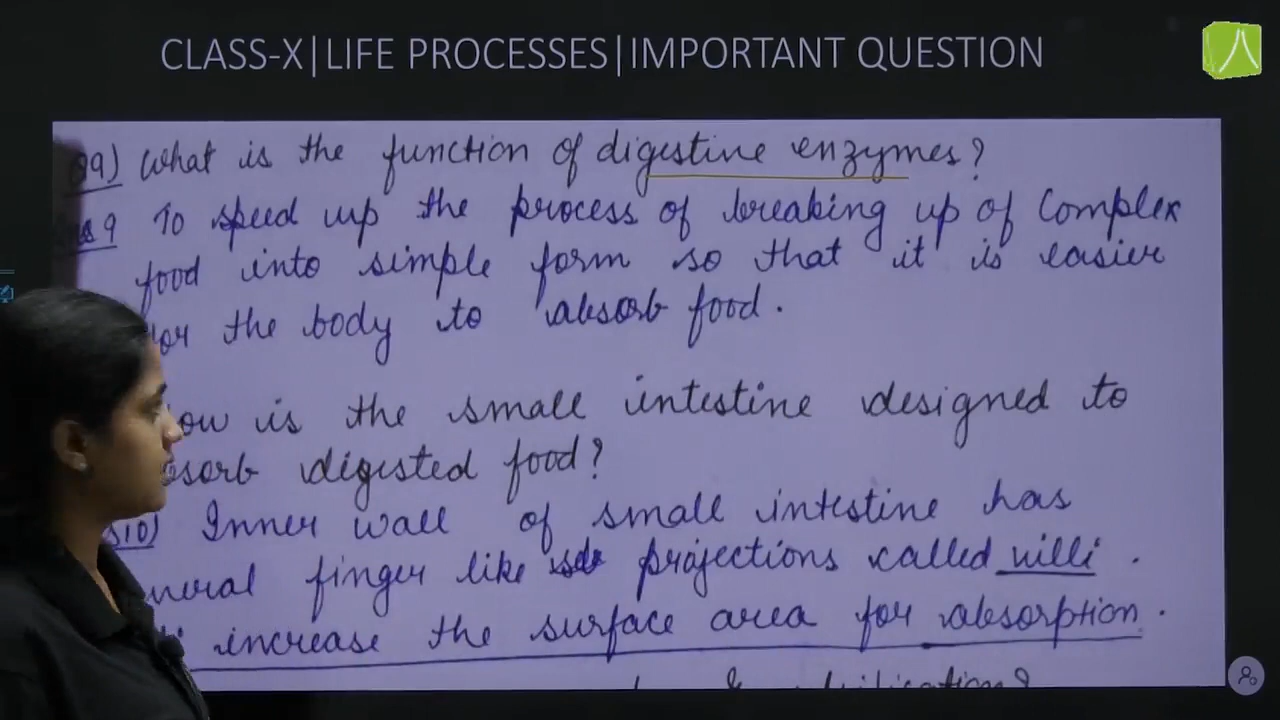 CLASS-X|LIFE PROCESSES|IMPORTANT QUESTION
9) What is the function of digestive enzymes?
9 To speed up the process of breaking up of Complex
food into simple form so that it is easier
the body to absorb food.
is the small intestine designed to
digested food?
10) Inner wall of small intestine has
finger like projections called villi.
increase the surface area for absorption.